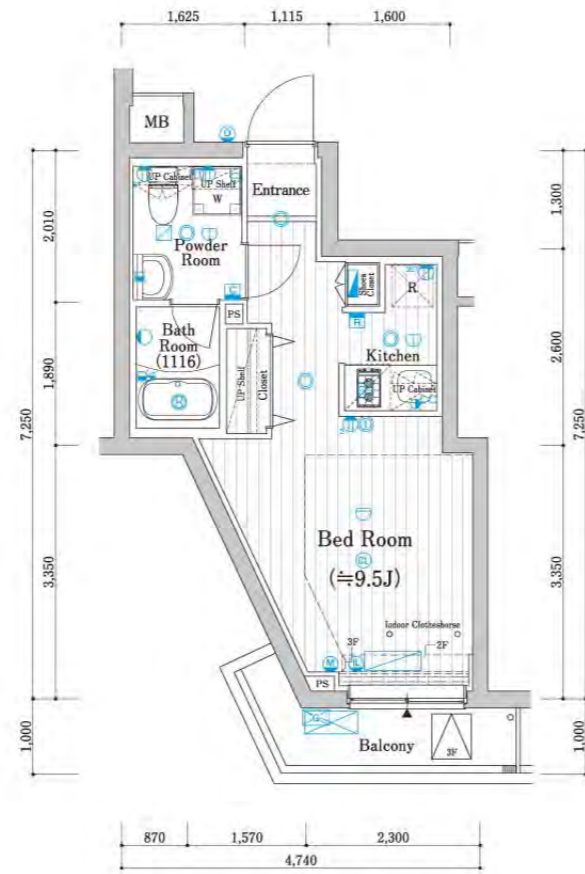 1,625
1,115
1,600
MB
UP Cabinet
UP Shelf
W
Entrance
2,010
1,300
Powder
Room
Shoes
Closet
R
C
PS
R
Bath
Room
(1116)
Kitchen
1,890
2,600
UP Shelf
Closet
UP Cabinet
7,250
7,250
Bed Room
(≒9.5J)
3,350
3,350
Indoor Clotheshorse
3F
2F
M
PS
G
Balcony
3F
1,000
1,000
870
1,570
2,300
4,740